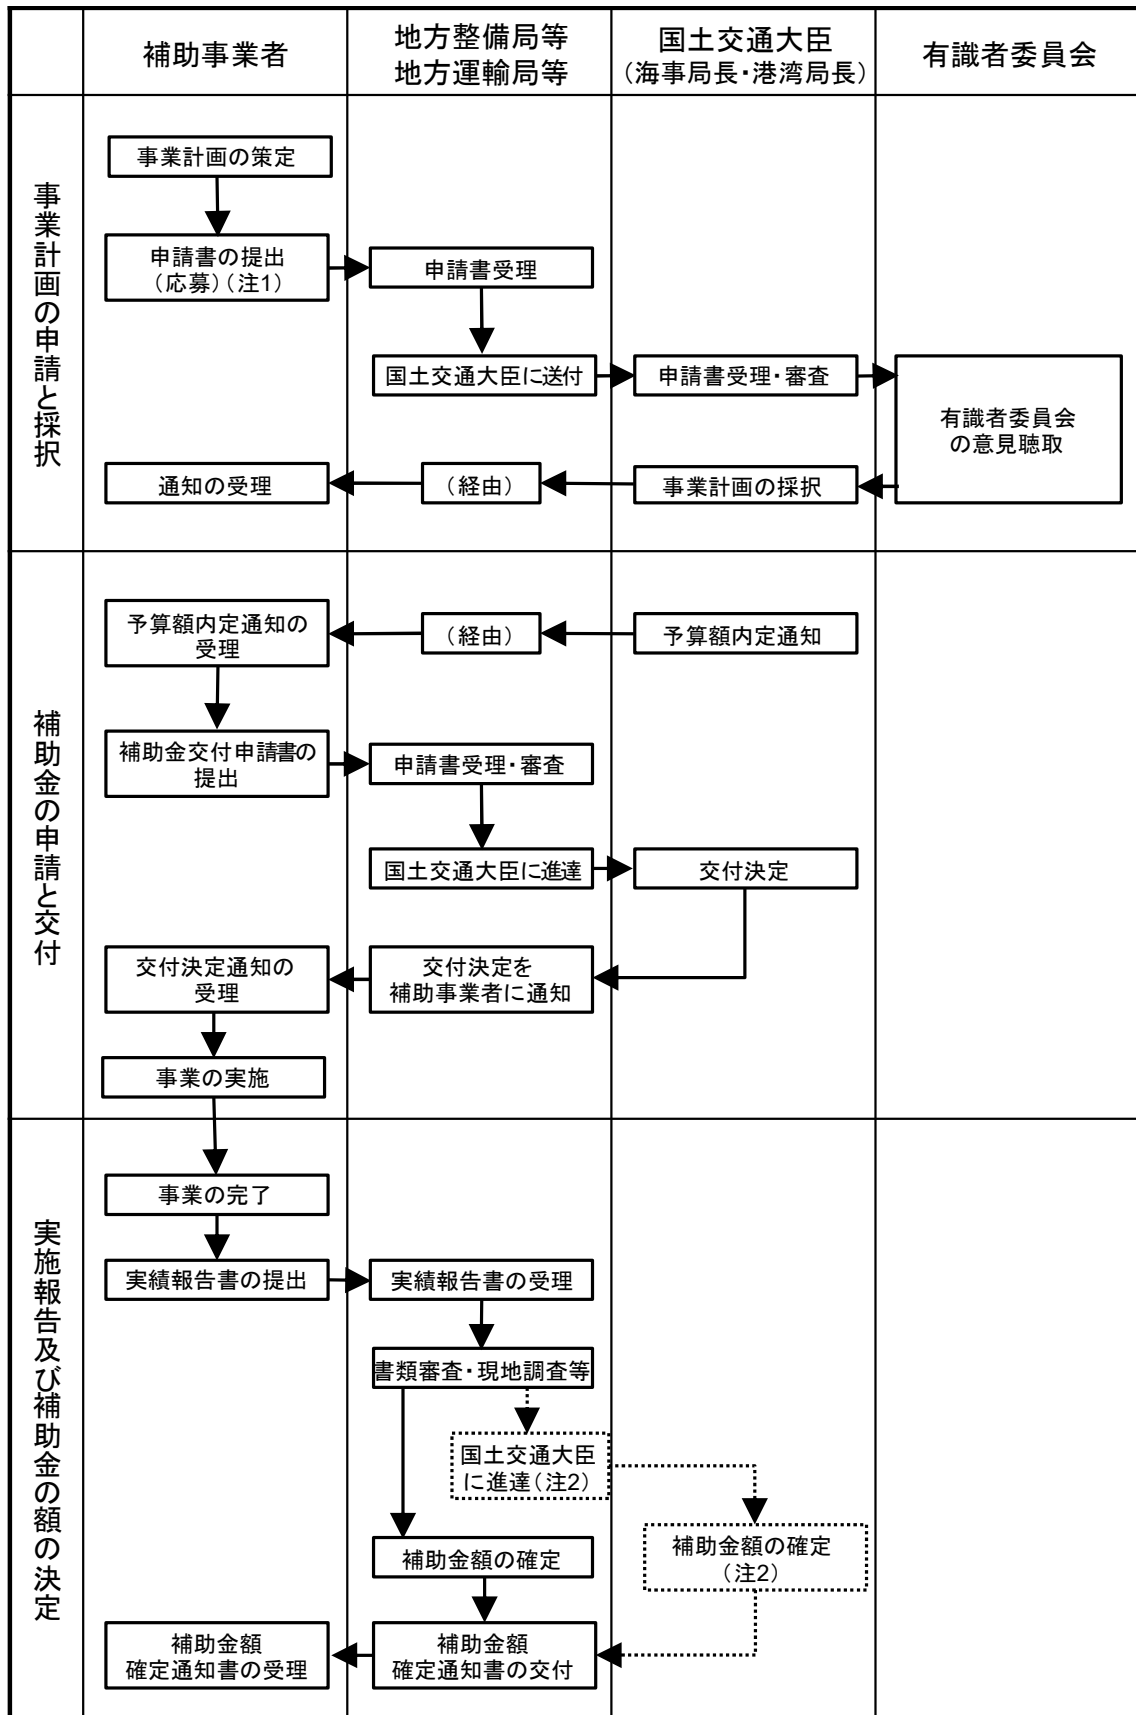 補助事業者
地方整備局等
地方運輸局等
国土交通大臣
（海事局長・港湾局長）
有識者委員会
事業計画の申請と採択
事業計画の策定
申請書の提出
（応募）（注1）
申請書受理
国土交通大臣に送付
申請書受理・審査
有識者委員会
の意見聴取
通知の受理
（経由）
事業計画の採択
補助金の申請と交付
予算額内定通知の
受理
（経由）
予算額内定通知
補助金交付申請書の
提出
申請書受理・審査
国土交通大臣に進達
交付決定
交付決定通知の
受理
交付決定を
補助事業者に通知
事業の実施
実施報告及び補助金の額の決定
事業の完了
実績報告書の提出
実績報告書の受理
書類審査・現地調査等
国土交通大臣
に進達（注2）
補助金額の確定
補助金額の確定
（注2）
補助金額
確定通知書の受理
補助金額
確定通知書の交付